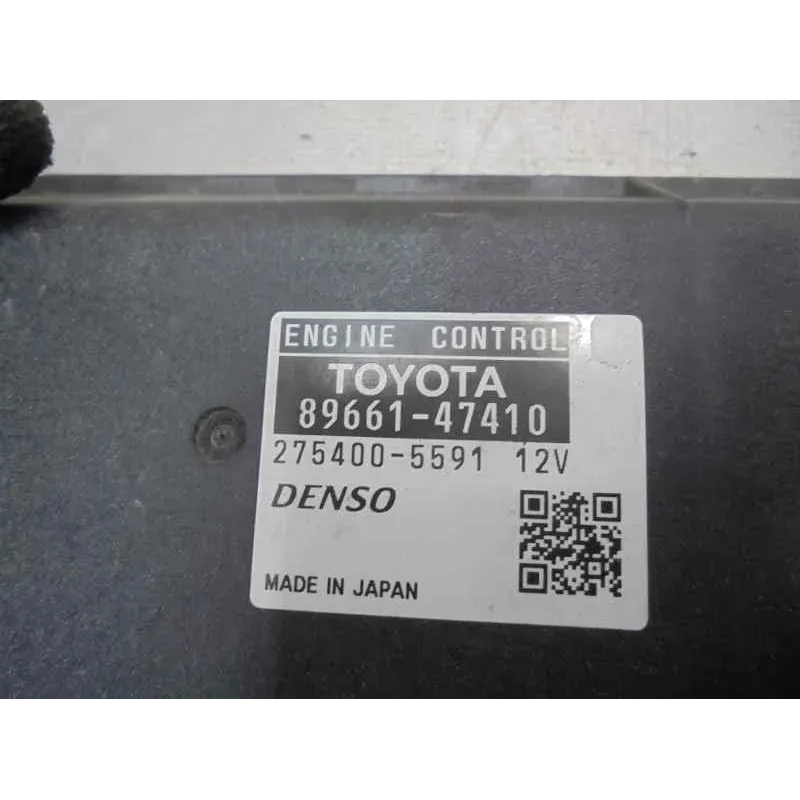 ENGINE CONTROL
TOYOTA
89661-47410
275400-5591 12V
DENSO
MADE IN JAPAN